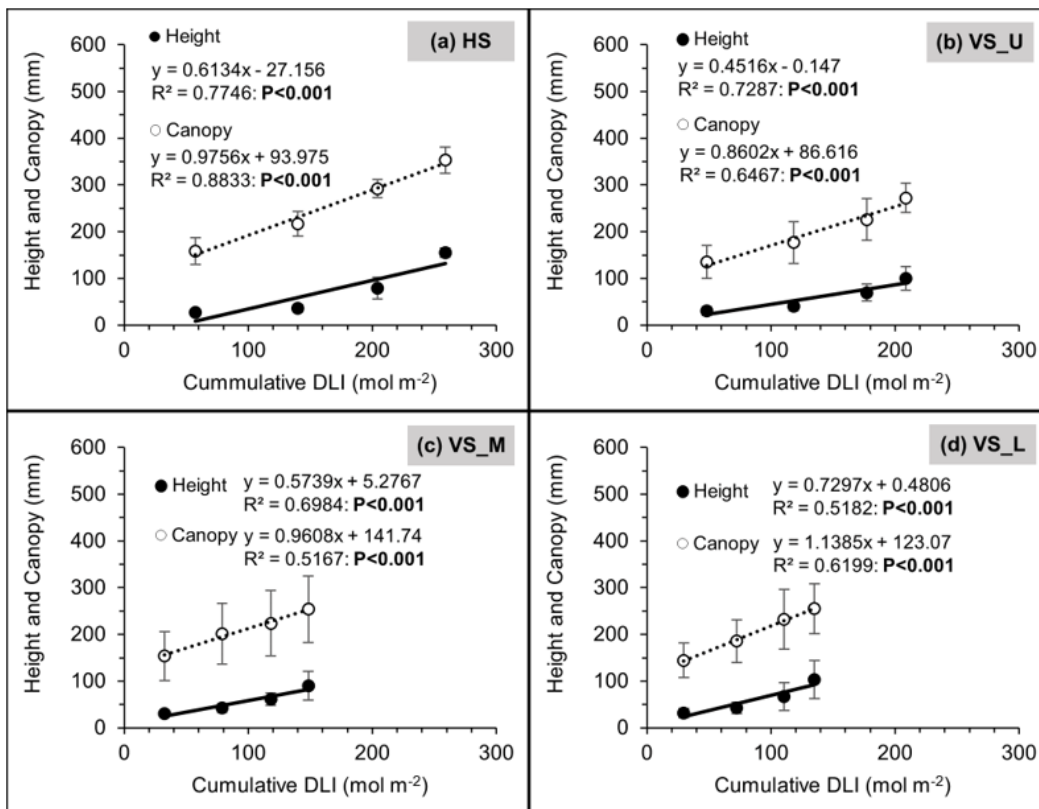 Height and Canopy (mm)
600
500
400
300
200
100
0
Height
(a) HS
y = 0.6134x - 27.156
R² = 0.7746: P<0.001
Canopy
y = 0.9756x + 93.975
R² = 0.8833: P<0.001
0 100 200 300
Cummulative DLI (mol m-2)
Height and Canopy (mm)
600
500
400
300
200
100
0
Height
(b) VS_U
y = 0.4516x - 0.147
R² = 0.7287: P<0.001
Canopy
y = 0.8602x + 86.616
R² = 0.6467: P<0.001
0 100 200 300
Cumulative DLI (mol m-2)
Height and Canopy (mm)
600
500
400
300
200
100
0
(c) VS_M
Height y = 0.5739x + 5.2767
R² = 0.6984: P<0.001
Canopy y = 0.9608x + 141.74
R² = 0.5167: P<0.001
0 100 200 300
Cumulative DLI (mol m-2)
Height and Canopy (mm)
600
500
400
300
200
100
0
(d) VS_L
Height y = 0.7297x + 0.4806
R² = 0.5182: P<0.001
Canopy y = 1.1385x + 123.07
R² = 0.6199: P<0.001
0 100 200 300
Cumulative DLI (mol m-2)